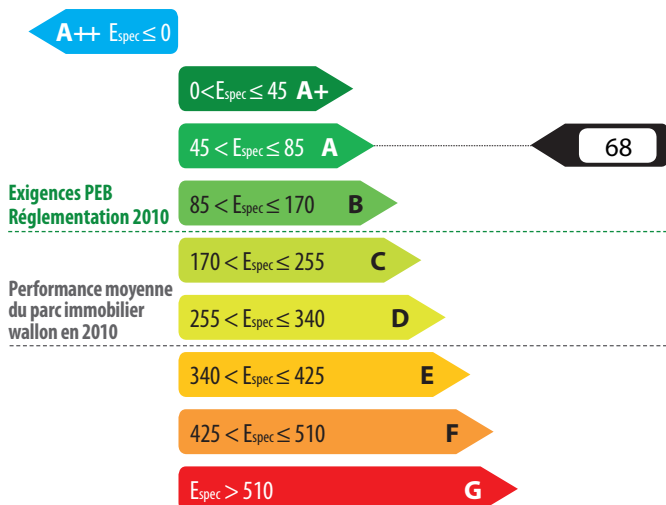 A++ Espec ≤ 0
0<Espec ≤ 45 A+
45 < Espec ≤ 85 A
68
Exigences PEB
Réglementation 2010
85 < Espec ≤ 170 B
170 < Espec ≤ 255 C
Performance moyenne
du parc immobilier
wallon en 2010
255 < Espec ≤ 340 D
340 < Espec ≤ 425 E
425 < Espec ≤ 510 F
Espec > 510 G